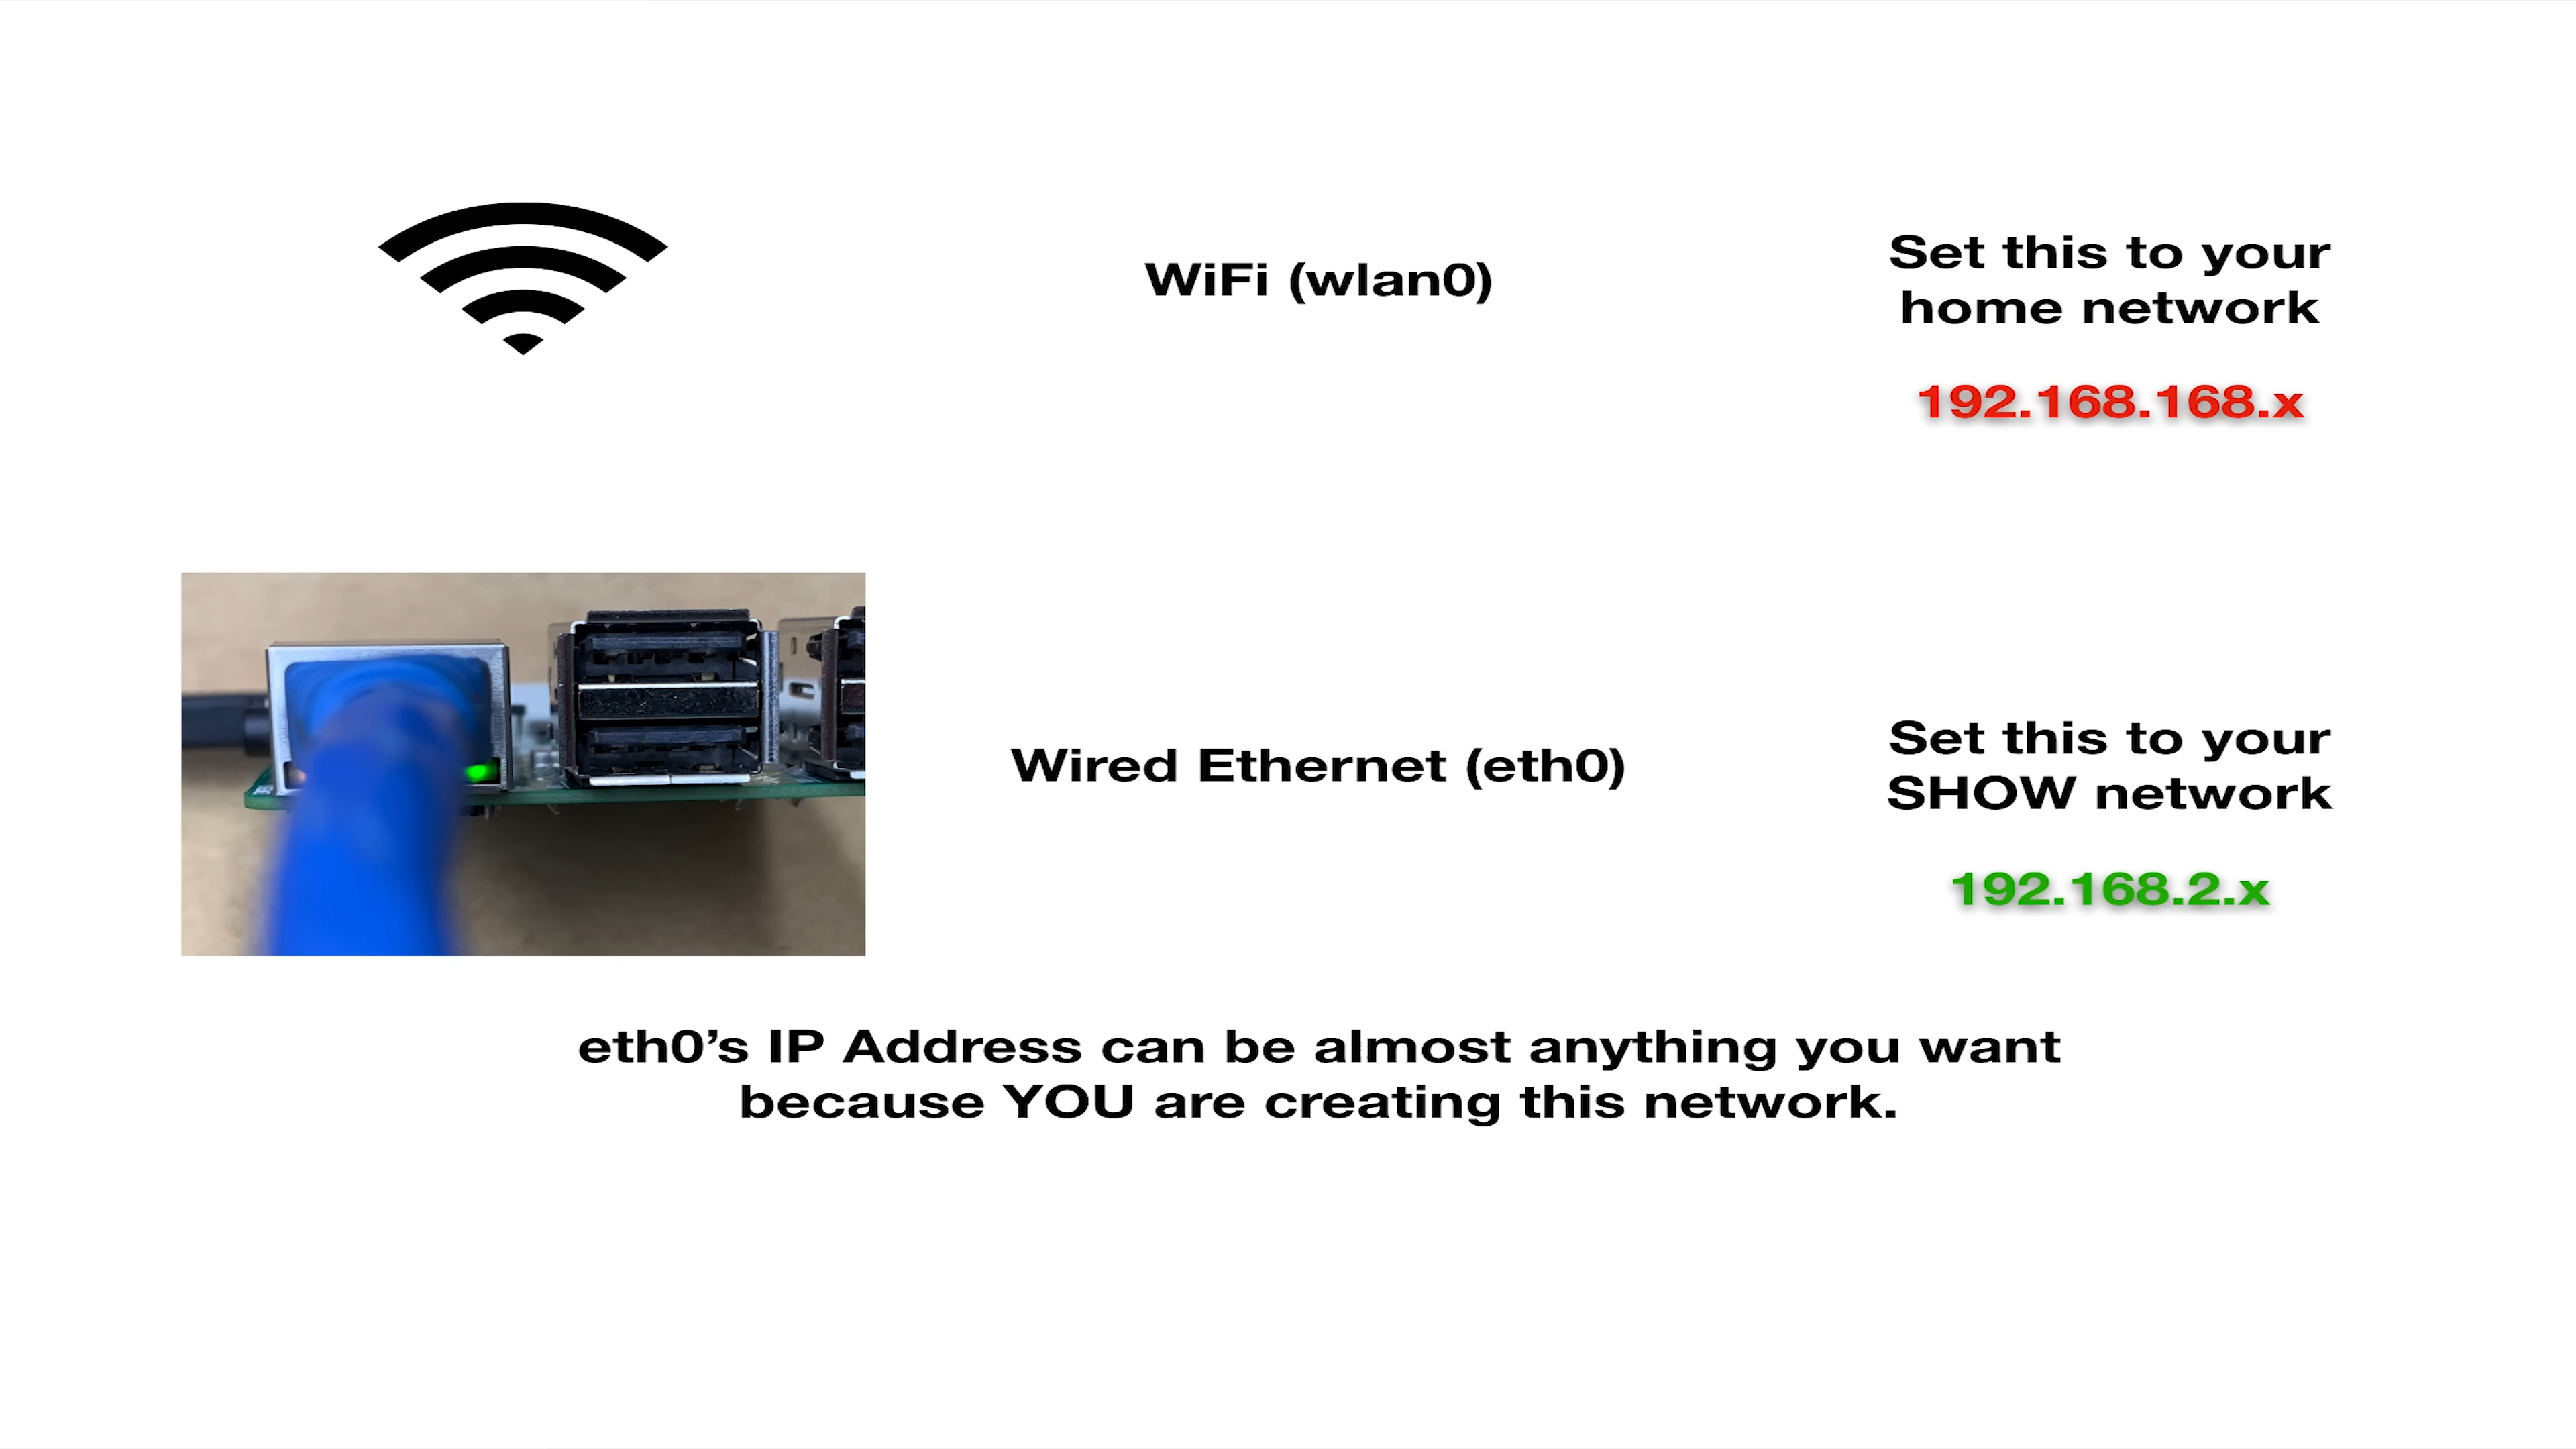 WiFi (wlan0)
Set this to your
home network
192.168.168.x
Wired Ethernet (eth0)
Set this to your
SHOW network
192.168.2.x
eth0’s IP Address can be almost anything you want
because YOU are creating this network.